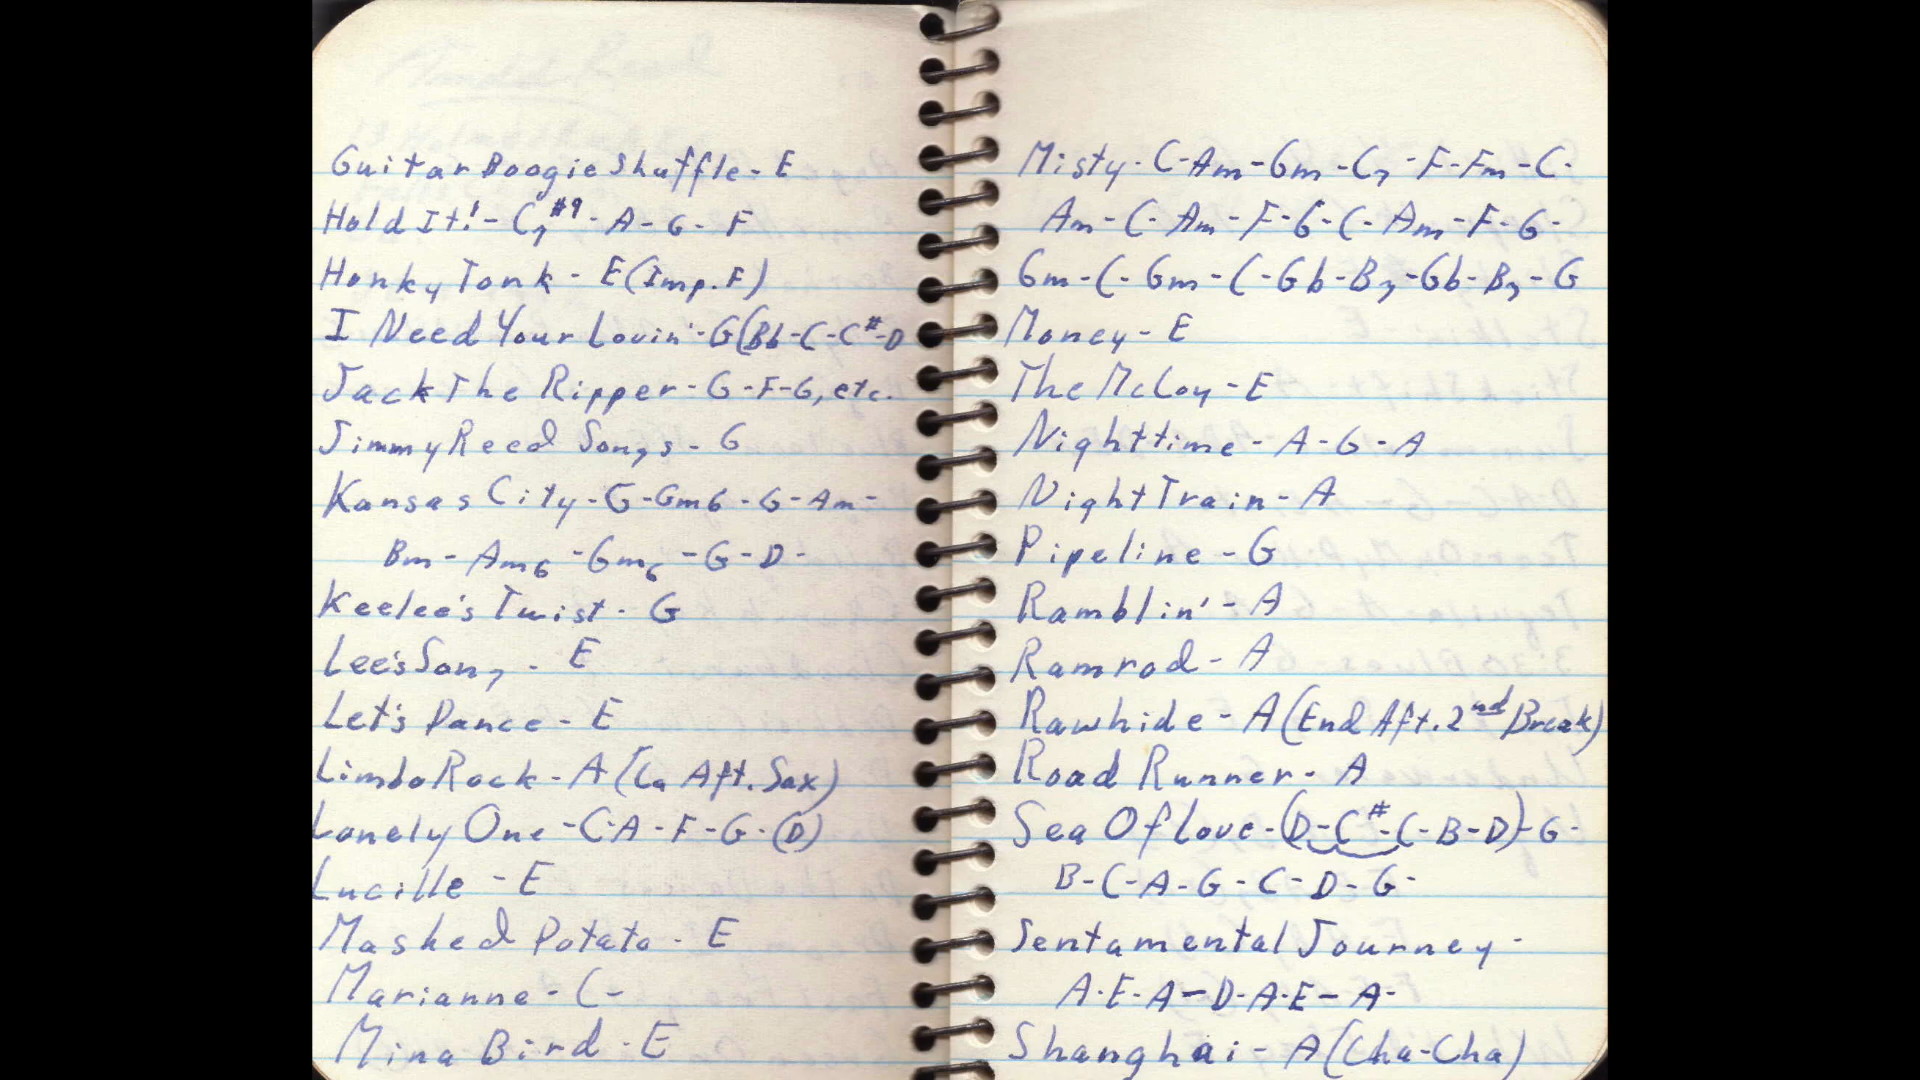 Guitar Boogie Shuffle - E
Hold It! - C7#9 - A - G - F
Honky Tonk - E (Imp. F)
I Need Your Lovin' - G (Bb - C - C# - D
Jack The Ripper - G - F - G, etc.
Jimmy Reed Songs - G
Kansas City - G - Gm6 - G - Am -
Bm - Am6 - Gm6 - G - D -
Keelee's Twist - G
Lee's Song - E
Let's Dance - E
Limbo Rock - A (Aft. Sax)
Lonely One - C - A - F - G - (D)
Lucille - E
Mashed Potato - E
Marianne - C -
Mina Bird - E
Misty - C - Am - Gm - C7 - F - Fm - C -
Am - C - Am - F - G - C - Am - F - G -
Gm - C - Gm - C - Gb - B7 - Gb - B7 - G
Money - E
The McCoy - E
Nighttime - A - G - A
Night Train - A
Pipeline - G
Ramblin' - A
Ramrod - A
Rawhide - A (End Aft. 2nd Break)
Road Runner - A
Sea Of Love - (D - C# - C - B - D) - G -
B - C - A - G - C - D - G -
Sentamental Journey -
A - E - A - D - A - E - A -
Shanghai - A (Cha-Cha)